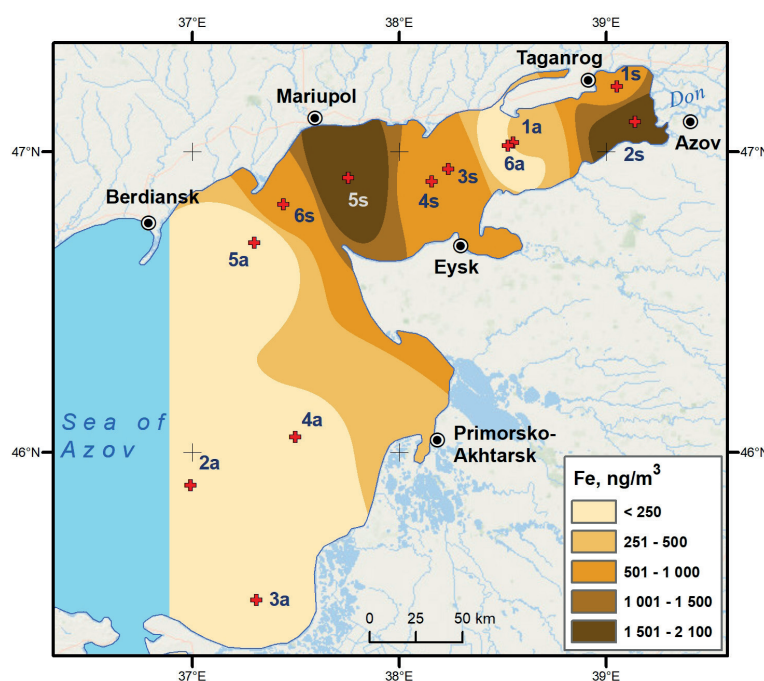 37°E
38°E
39°E
Taganrog
1s
Mariupol
Don
1a
Azov
47°N
47°N
6a
2s
3s
Berdiansk
4s
5s
6s
5a
Eysk
Sea of
Azov
4a
Primorsko-
Akhtarsk
46°N
46°N
2a
3a
Fe, ng/m³
< 250
251 - 500
501 - 1 000
1 001 - 1 500
1 501 - 2 100
0 25 50 km
37°E
38°E
39°E